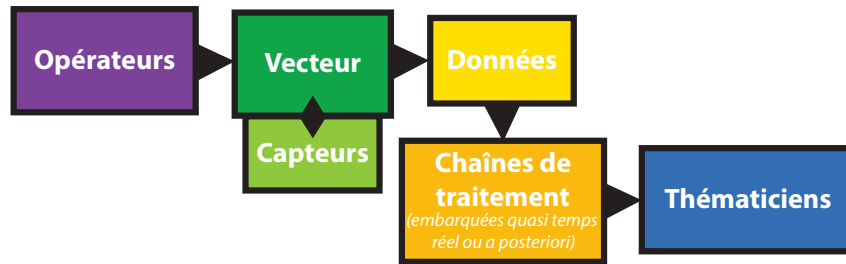 Opérateurs
Vecteur
Données
Capteurs
Chaînes de
traitement
(embarquées quasi temps
réel ou a posteriori)
Thématiciens